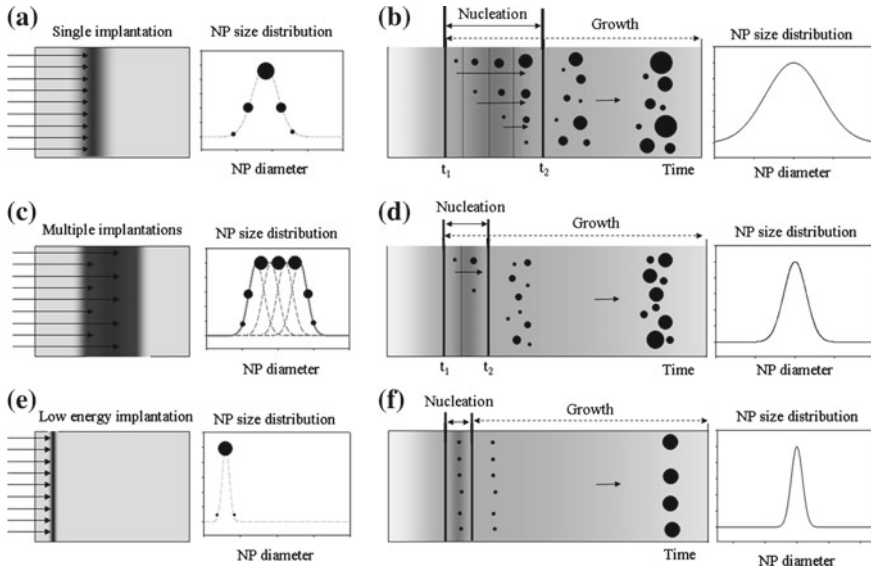 (a)
Single implantation
NP size distribution
NP diameter
(b)
Nucleation
Growth
t1
t2
Time
NP size distribution
NP diameter
(c)
Multiple implantations
NP size distribution
NP diameter
(d)
Nucleation
Growth
t1
t2
Time
NP size distribution
NP diameter
(e)
Low energy implantation
NP size distribution
NP diameter
(f)
Nucleation
Growth
Time
NP size distribution
NP diameter